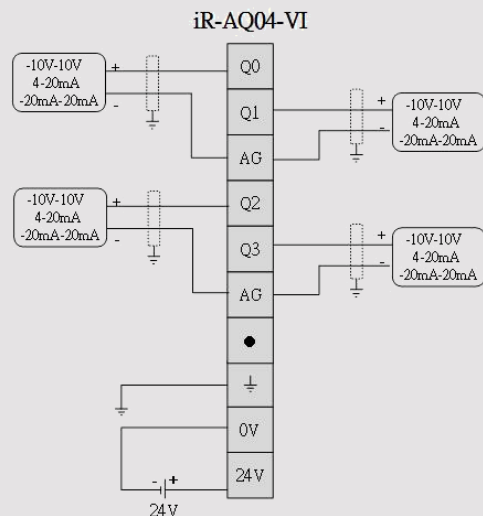 iR-AQ04-VI
-10V-10V
4-20mA
-20mA-20mA
+
-
Q0
Q1
+
-
-10V-10V
4-20mA
-20mA-20mA
AG
-10V-10V
4-20mA
-20mA-20mA
+
-
Q2
Q3
+
-
-10V-10V
4-20mA
-20mA-20mA
AG
0V
24V
- +
24V